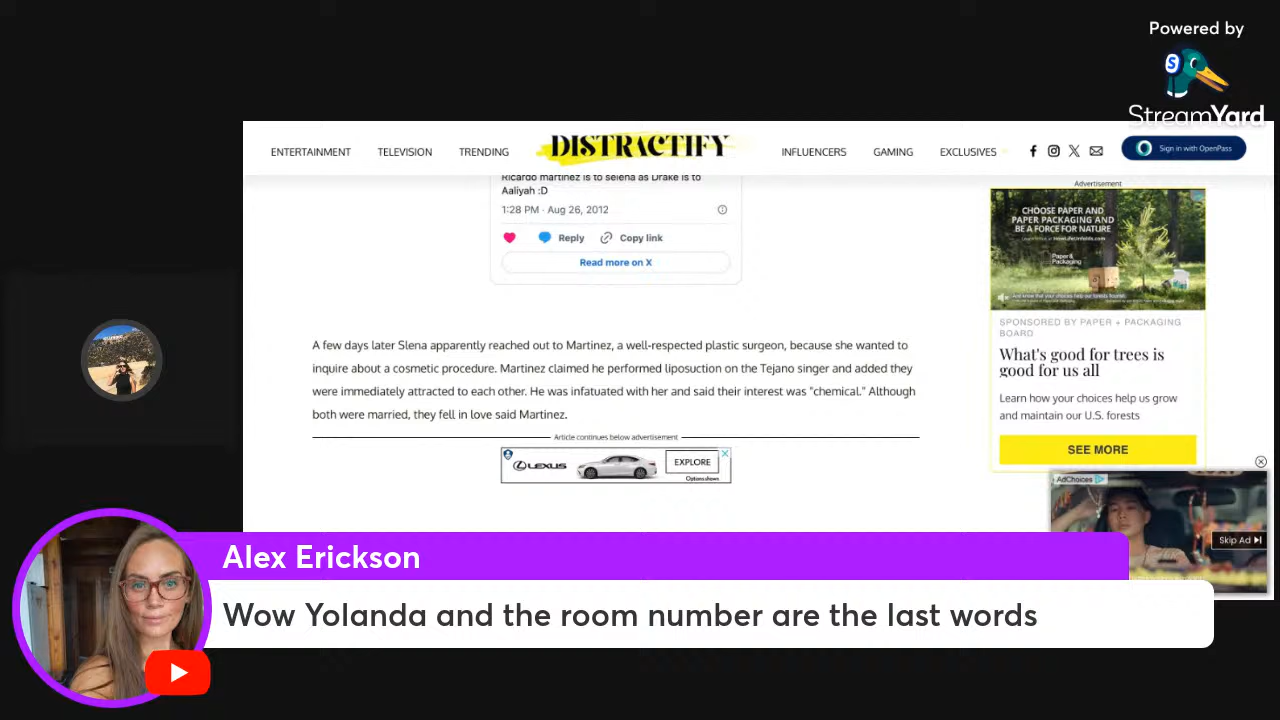 Powered by
StreamYard
ENTERTAINMENT TELEVISION TRENDING DISTRACTIFY INFLUENCERS GAMING EXCLUSIVES Sign in with OpenPass
Ricardo martinez is to selena as Drake is to
Aaliyah :D
1:28 PM · Aug 26, 2012
Reply Copy link
Read more on X
A few days later Slena apparently reached out to Martinez, a well-respected plastic surgeon, because she wanted to
inquire about a cosmetic procedure. Martinez claimed he performed liposuction on the Tejano singer and added they
were immediately attracted to each other. He was infatuated with her and said their interest was "chemical." Although
both were married, they fell in love said Martinez.
Article continues below advertisement
LEXUS EXPLORE
Options shown
Advertisement
CHOOSE PAPER AND
PAPER PACKAGING AND
BE A FORCE FOR NATURE
Paper&
Packaging
SPONSORED BY PAPER + PACKAGING
BOARD
What's good for trees is
good for us all
Learn how your choices help us grow
and maintain our U.S. forests
SEE MORE
AdChoices
Skip Ad
Alex Erickson
Wow Yolanda and the room number are the last words